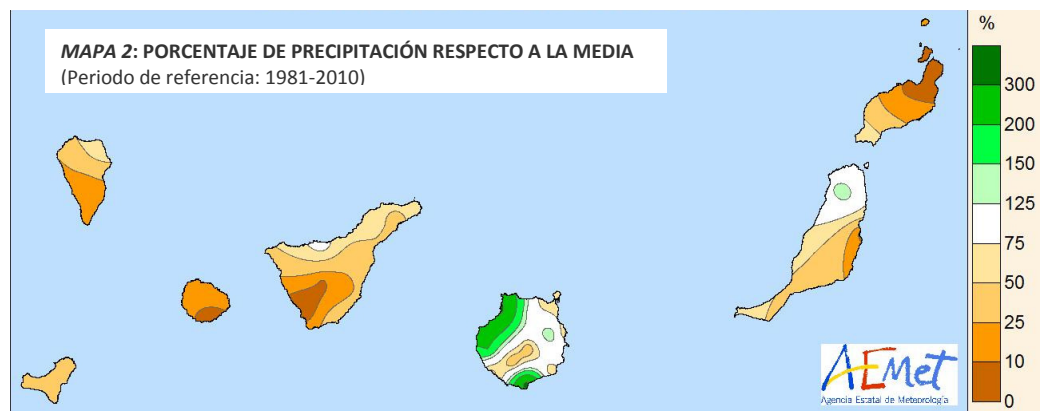 MAPA 2: PORCENTAJE DE PRECIPITACIÓN RESPECTO A LA MEDIA
(Periodo de referencia: 1981-2010)
%
300
200
150
125
75
50
25
10
0
AEMet
Agencia Estatal de Meteorología